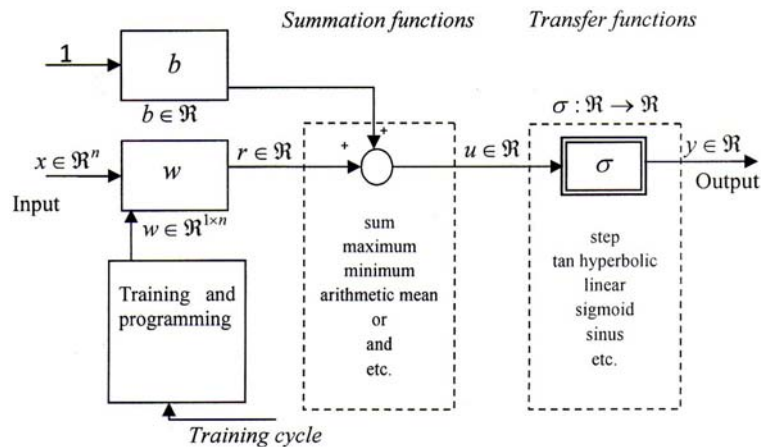 Summation functions
Transfer functions
1
b
b ∈ ℜ
σ : ℜ → ℜ
x ∈ ℜⁿ
w
r ∈ ℜ
+
+
u ∈ ℜ
σ
y ∈ ℜ
Input
Output
w ∈ ℜ¹ˣⁿ
Training and
programming
sum
maximum
minimum
arithmetic mean
or
and
etc.
step
tan hyperbolic
linear
sigmoid
sinus
etc.
Training cycle